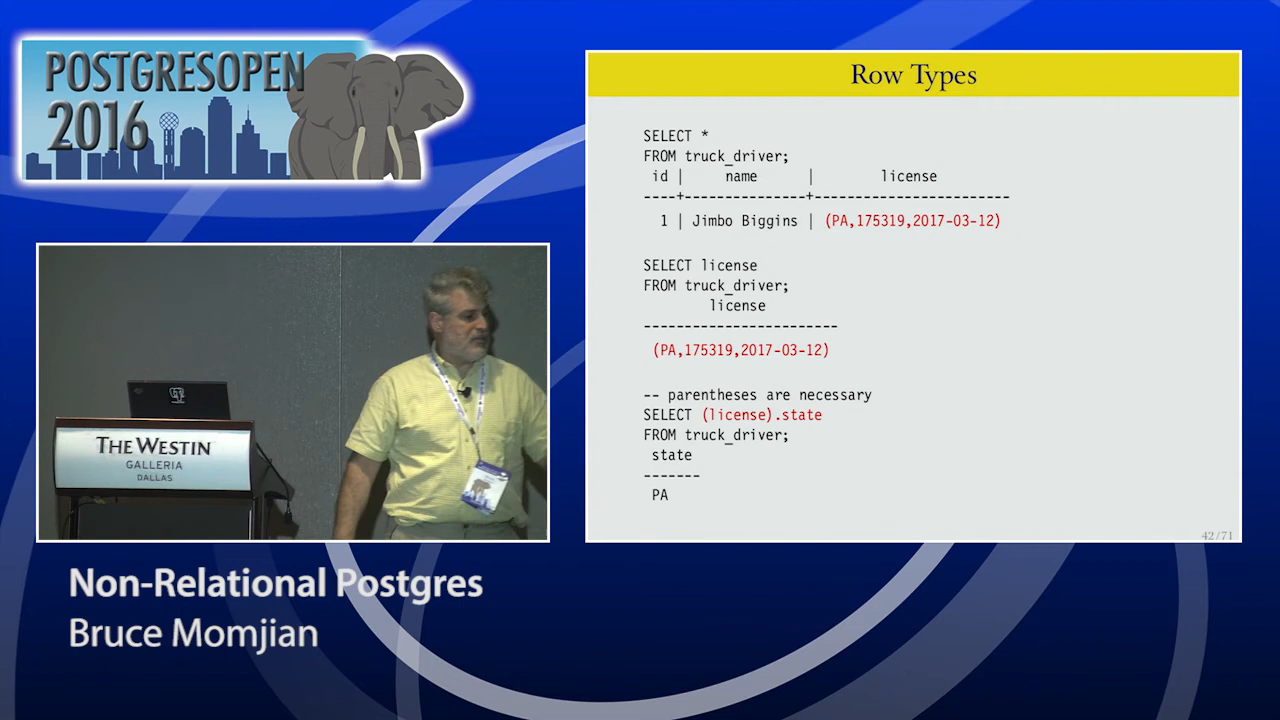 POSTGRESOPEN
2016
THE WESTIN
GALLERIA
DALLAS
Non-Relational Postgres
Bruce Momjian
Row Types
SELECT *
FROM truck_driver;
 id |     name      |        license
----+---------------+------------------------
  1 | Jimbo Biggins | (PA,175319,2017-03-12)
SELECT license
FROM truck_driver;
        license
------------------------
 (PA,175319,2017-03-12)
-- parentheses are necessary
SELECT (license).state
FROM truck_driver;
 state
-------
 PA
42/71